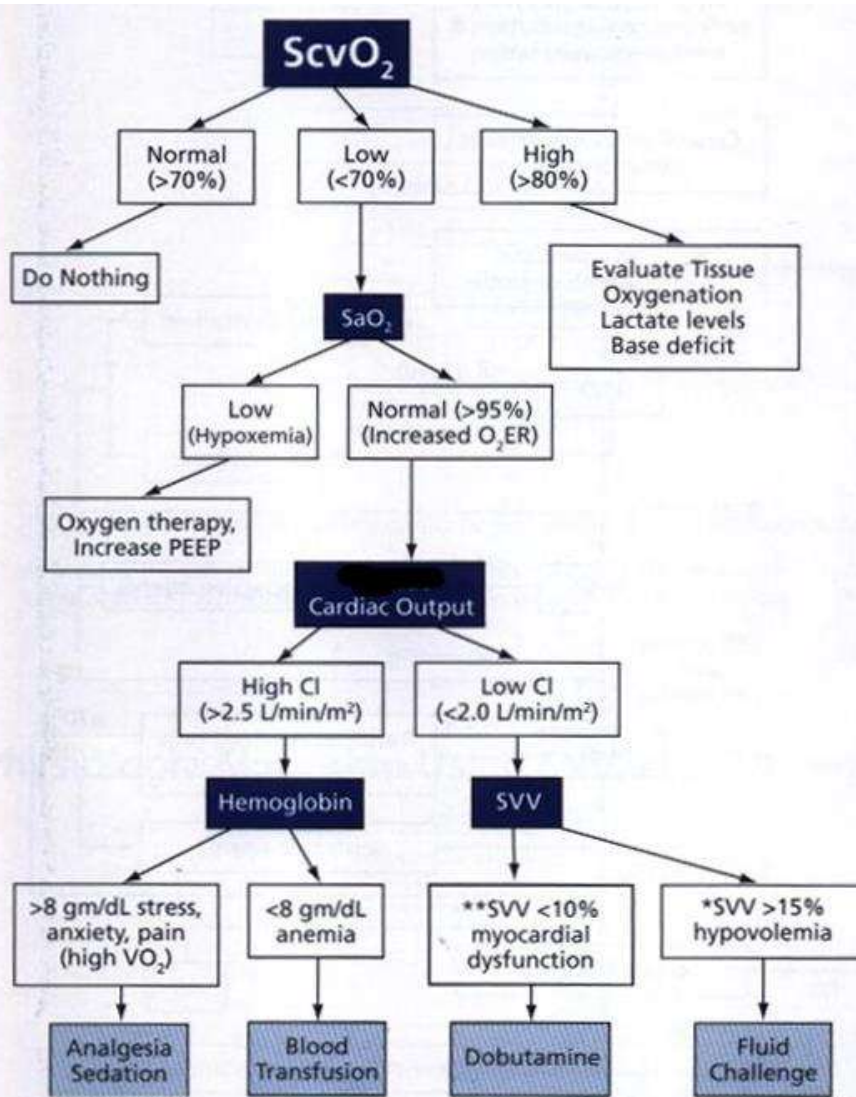 ScvO₂
Normal
(>70%)
Low
(<70%)
High
(>80%)
Do Nothing
Evaluate Tissue
Oxygenation
Lactate levels
Base deficit
SaO₂
Low
(Hypoxemia)
Normal (>95%)
(Increased O₂ER)
Oxygen therapy,
Increase PEEP
Cardiac Output
High CI
(>2.5 L/min/m²)
Low CI
(<2.0 L/min/m²)
Hemoglobin
SVV
>8 gm/dL stress,
anxiety, pain
(high VO₂)
<8 gm/dL
anemia
**SVV <10%
myocardial
dysfunction
*SVV >15%
hypovolemia
Analgesia
Sedation
Blood
Transfusion
Dobutamine
Fluid
Challenge